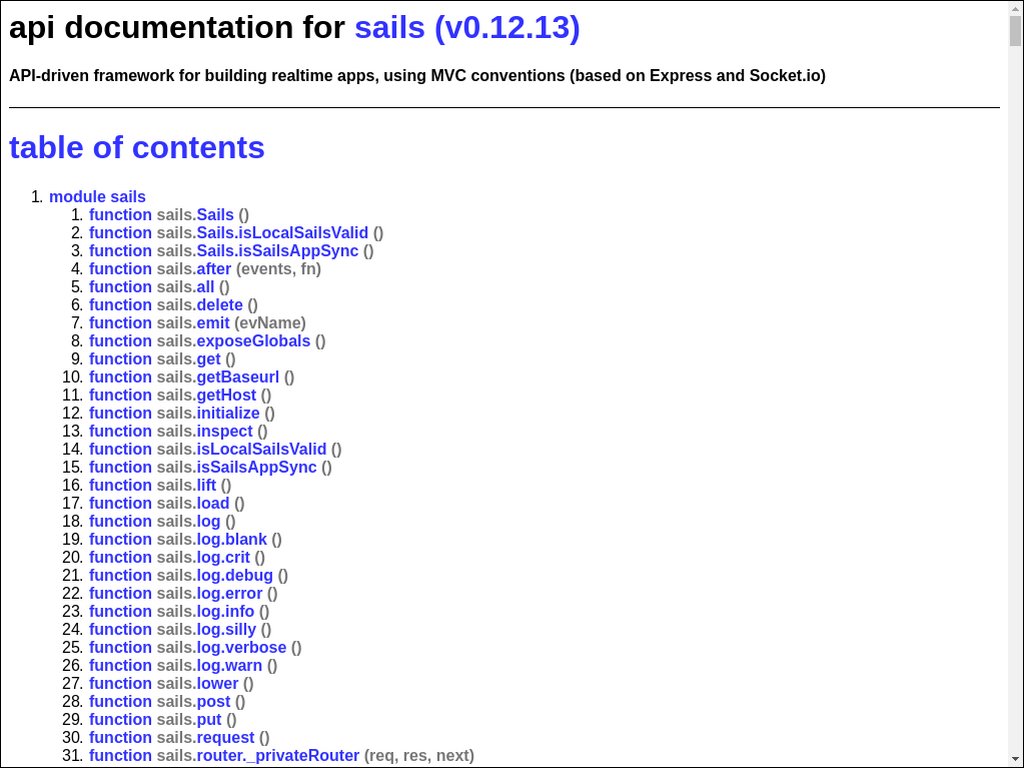 api documentation for sails (v0.12.13)
API-driven framework for building realtime apps, using MVC conventions (based on Express and Socket.io)
table of contents
1. module sails
1. function sails.Sails ()
2. function sails.Sails.isLocalSailsValid ()
3. function sails.Sails.isSailsAppSync ()
4. function sails.after (events, fn)
5. function sails.all ()
6. function sails.delete ()
7. function sails.emit (evName)
8. function sails.exposeGlobals ()
9. function sails.get ()
10. function sails.getBaseurl ()
11. function sails.getHost ()
12. function sails.initialize ()
13. function sails.inspect ()
14. function sails.isLocalSailsValid ()
15. function sails.isSailsAppSync ()
16. function sails.lift ()
17. function sails.load ()
18. function sails.log ()
19. function sails.log.blank ()
20. function sails.log.crit ()
21. function sails.log.debug ()
22. function sails.log.error ()
23. function sails.log.info ()
24. function sails.log.silly ()
25. function sails.log.verbose ()
26. function sails.log.warn ()
27. function sails.lower ()
28. function sails.post ()
29. function sails.put ()
30. function sails.request ()
31. function sails.router._privateRouter (req, res, next)